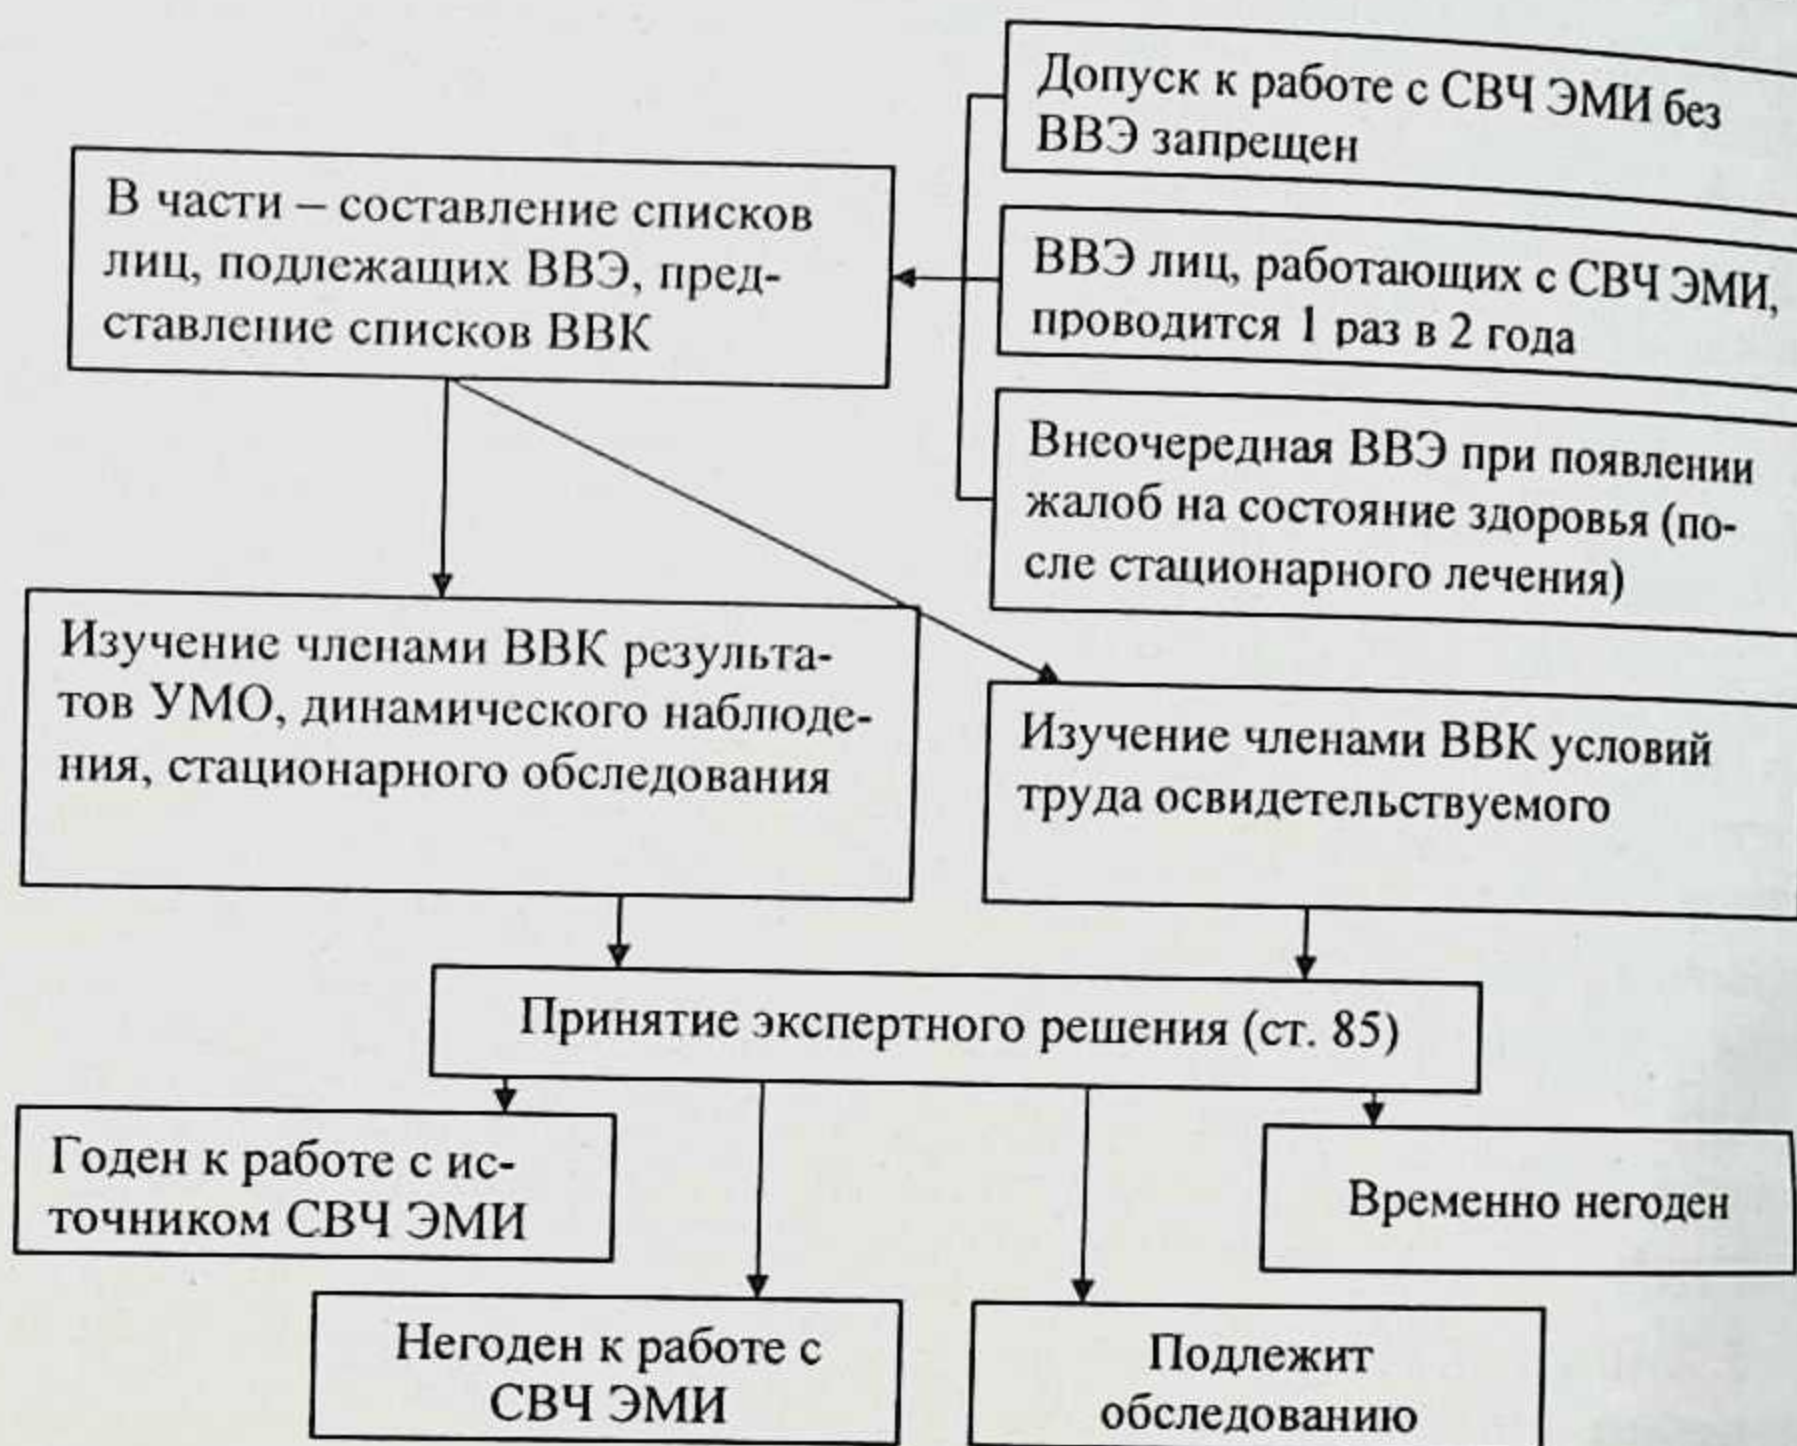 Допуск к работе с СВЧ ЭМИ без
ВВЭ запрещен
В части – составление списков
лиц, подлежащих ВВЭ, пред-
ставление списков ВВК
ВВЭ лиц, работающих с СВЧ ЭМИ,
проводится 1 раз в 2 года
Внеочередная ВВЭ при появлении
жалоб на состояние здоровья (по-
сле стационарного лечения)
Изучение членами ВВК результа-
тов УМО, динамического наблюде-
ния, стационарного обследования
Изучение членами ВВК условий
труда освидетельствуемого
Принятие экспертного решения (ст. 85)
Годен к работе с ис-
точником СВЧ ЭМИ
Временно негоден
Негоден к работе с
СВЧ ЭМИ
Подлежит
обследованию